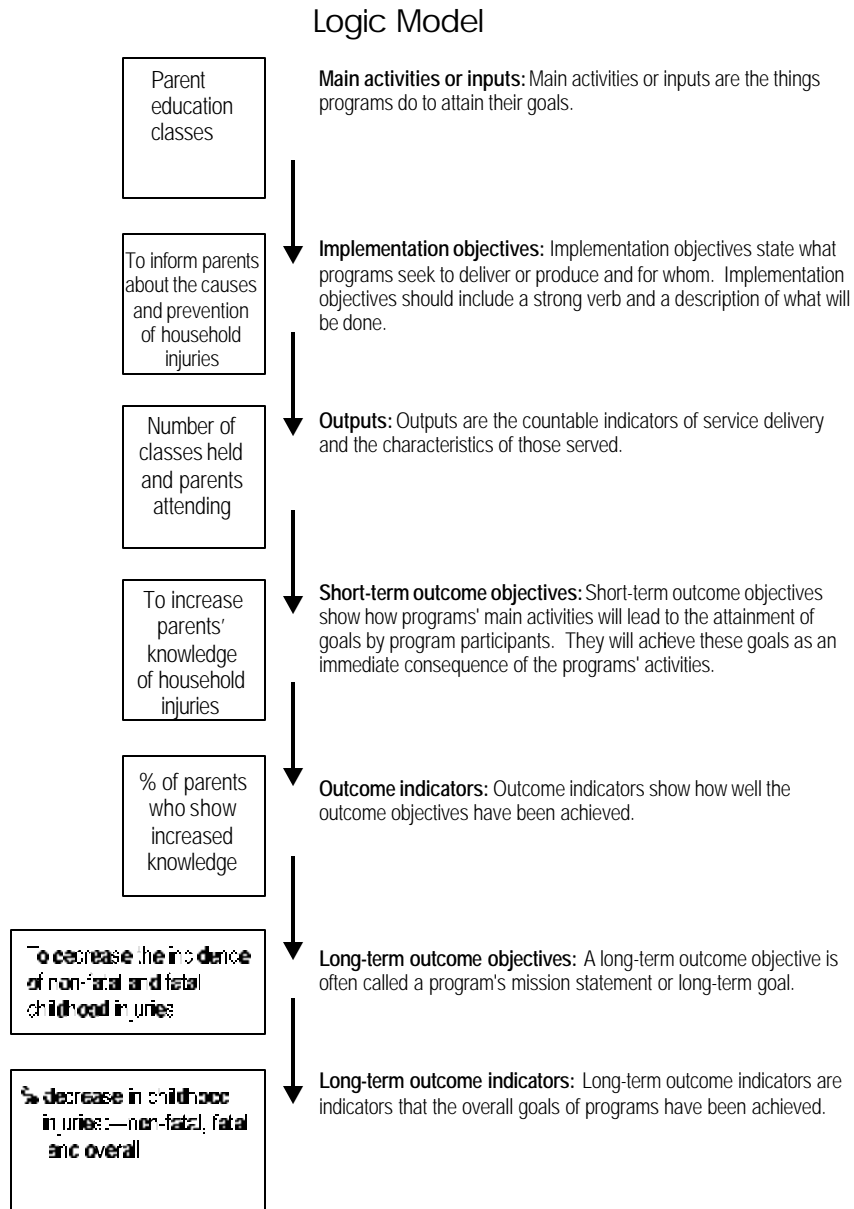 Logic Model
Parent
education
classes
Main activities or inputs: Main activities or inputs are the things
programs do to attain their goals.
To inform parents
about the causes
and prevention
of household
injuries
Implementation objectives: Implementation objectives state what
programs seek to deliver or produce and for whom. Implementation
objectives should include a strong verb and a description of what will
be done.
Number of
classes held
and parents
attending
Outputs: Outputs are the countable indicators of service delivery
and the characteristics of those served.
To increase
parents'
knowledge
of household
injuries
Short-term outcome objectives: Short-term outcome objectives
show how programs' main activities will lead to the attainment of
goals by program participants. They will achieve these goals as an
immediate consequence of the programs' activities.
% of parents
who show
increased
knowledge
Outcome indicators: Outcome indicators show how well the
outcome objectives have been achieved.
To decrease the incidence
of non-fatal and fatal
childhood injuries
Long-term outcome objectives: A long-term outcome objective is
often called a program's mission statement or long-term goal.
% decrease in childhood
injuries—non-fatal, fatal
and overall
Long-term outcome indicators: Long-term outcome indicators are
indicators that the overall goals of programs have been achieved.